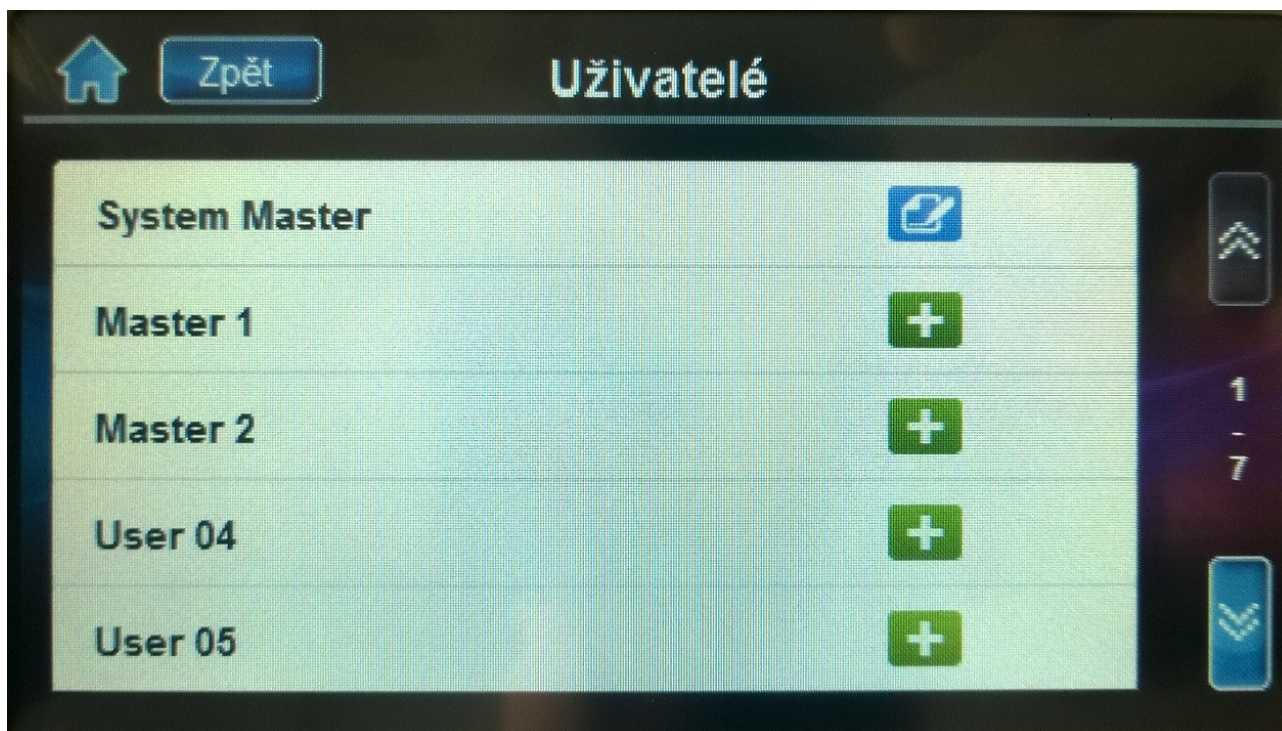 Zpět
Uživatelé
System Master
Master 1
Master 2
User 04
User 05
1
-
7